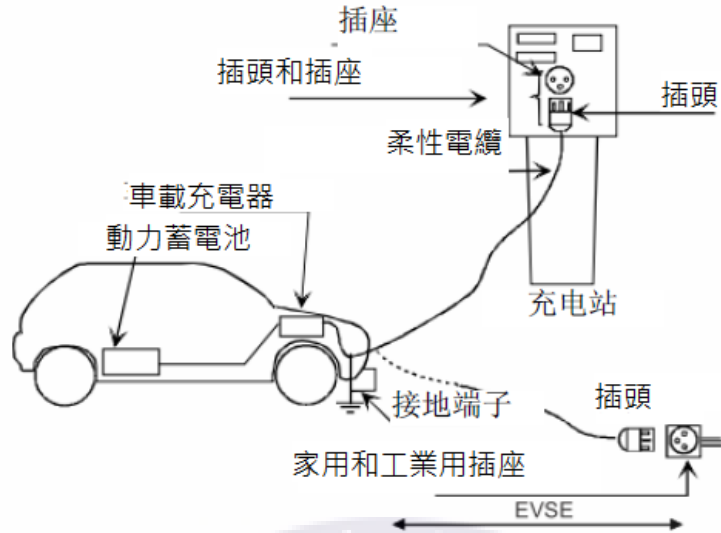 插座
插頭和插座
插頭
柔性電纜
車載充電器
動力蓄電池
充电站
接地端子
插頭
家用和工業用插座
EVSE